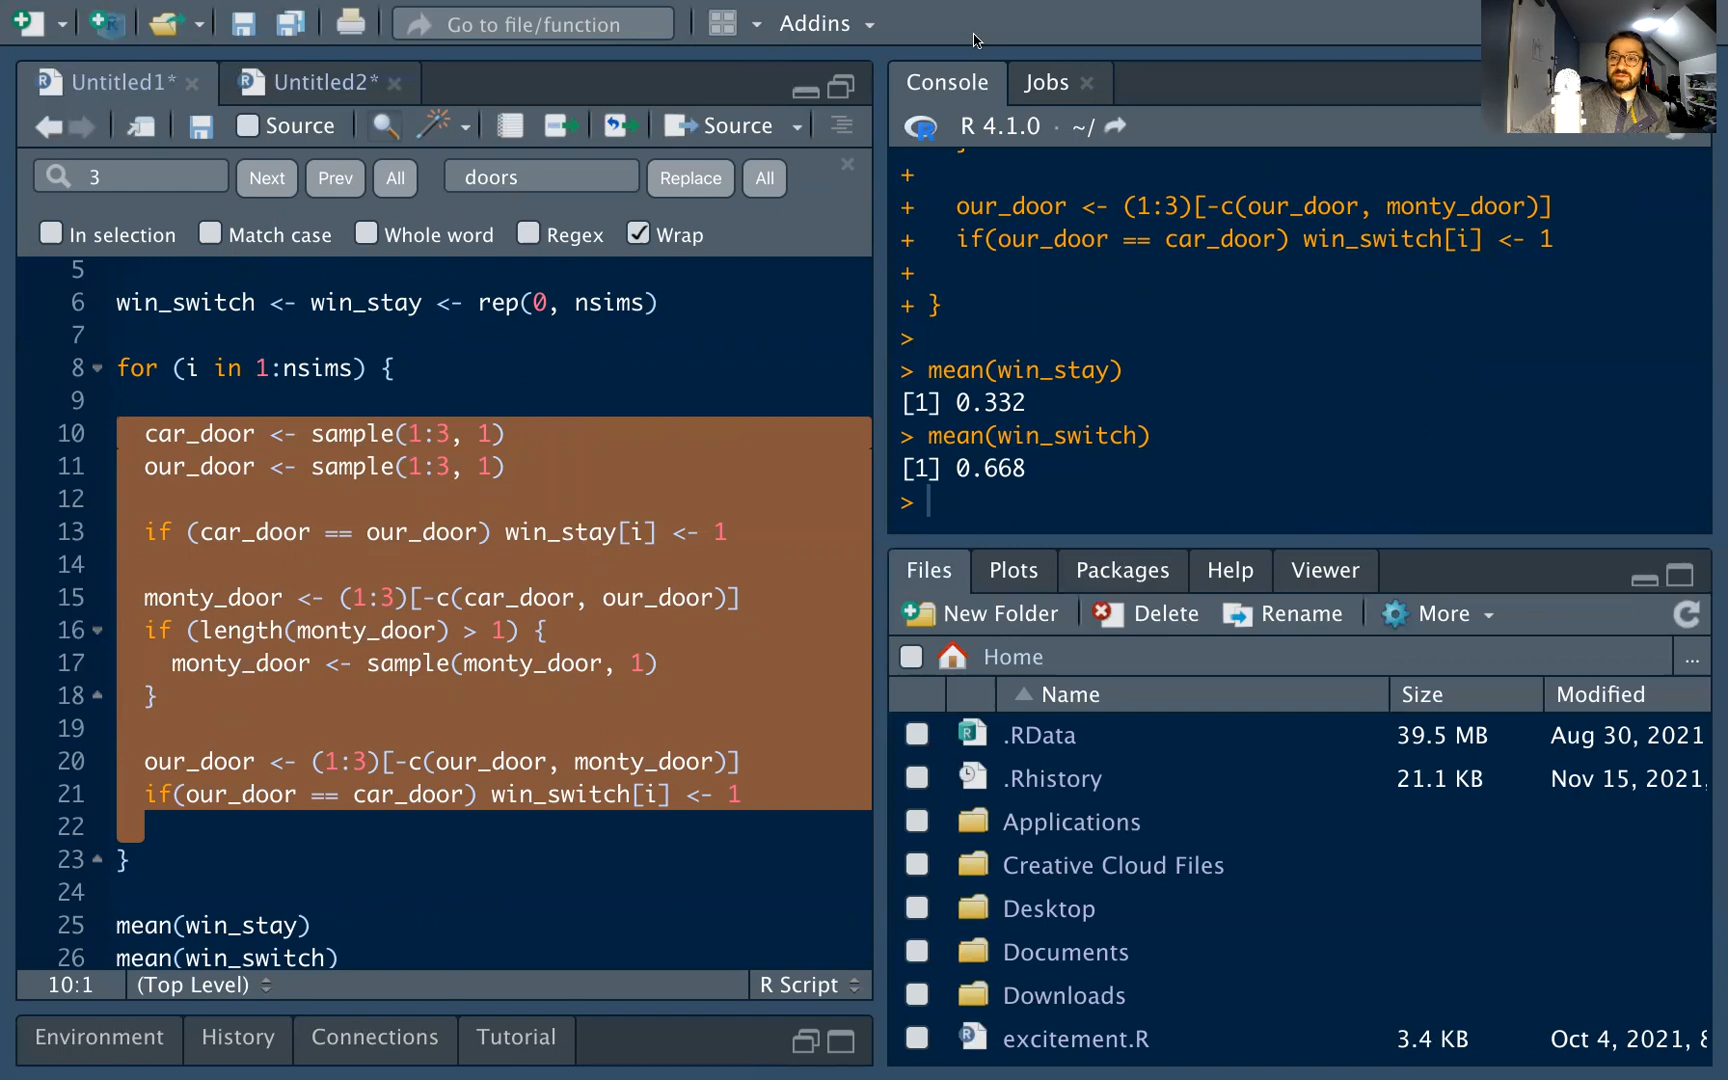 Go to file/function
Addins
Untitled1*
Untitled2*
Source
Source
3
Next
Prev
All
doors
Replace
All
In selection
Match case
Whole word
Regex
Wrap
5
6 win_switch <- win_stay <- rep(0, nsims)
7
8 for (i in 1:nsims) {
9
10 car_door <- sample(1:3, 1)
11 our_door <- sample(1:3, 1)
12
13 if (car_door == our_door) win_stay[i] <- 1
14
15 monty_door <- (1:3)[-c(car_door, our_door)]
16 if (length(monty_door) > 1) {
17 monty_door <- sample(monty_door, 1)
18 }
19
20 our_door <- (1:3)[-c(our_door, monty_door)]
21 if(our_door == car_door) win_switch[i] <- 1
22
23 }
24
25 mean(win_stay)
26 mean(win_switch)
10:1
(Top Level)
R Script
Environment
History
Connections
Tutorial
Console
Jobs
R 4.1.0 · ~/
+
+ our_door <- (1:3)[-c(our_door, monty_door)]
+ if(our_door == car_door) win_switch[i] <- 1
+
+ }
>
> mean(win_stay)
[1] 0.332
> mean(win_switch)
[1] 0.668
>
Files
Plots
Packages
Help
Viewer
New Folder
Delete
Rename
More
Home
...
Name
Size
Modified
.RData 39.5 MB Aug 30, 2021
.Rhistory 21.1 KB Nov 15, 2021,
Applications
Creative Cloud Files
Desktop
Documents
Downloads
excitement.R 3.4 KB Oct 4, 2021,